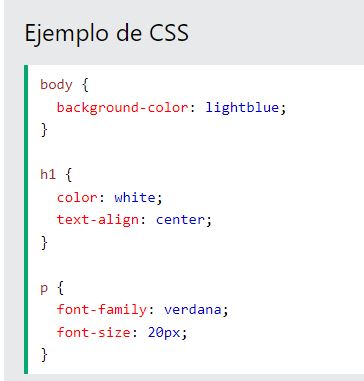 Ejemplo de CSS
body {
  background-color: lightblue;
}
h1 {
  color: white;
  text-align: center;
}
p {
  font-family: verdana;
  font-size: 20px;
}